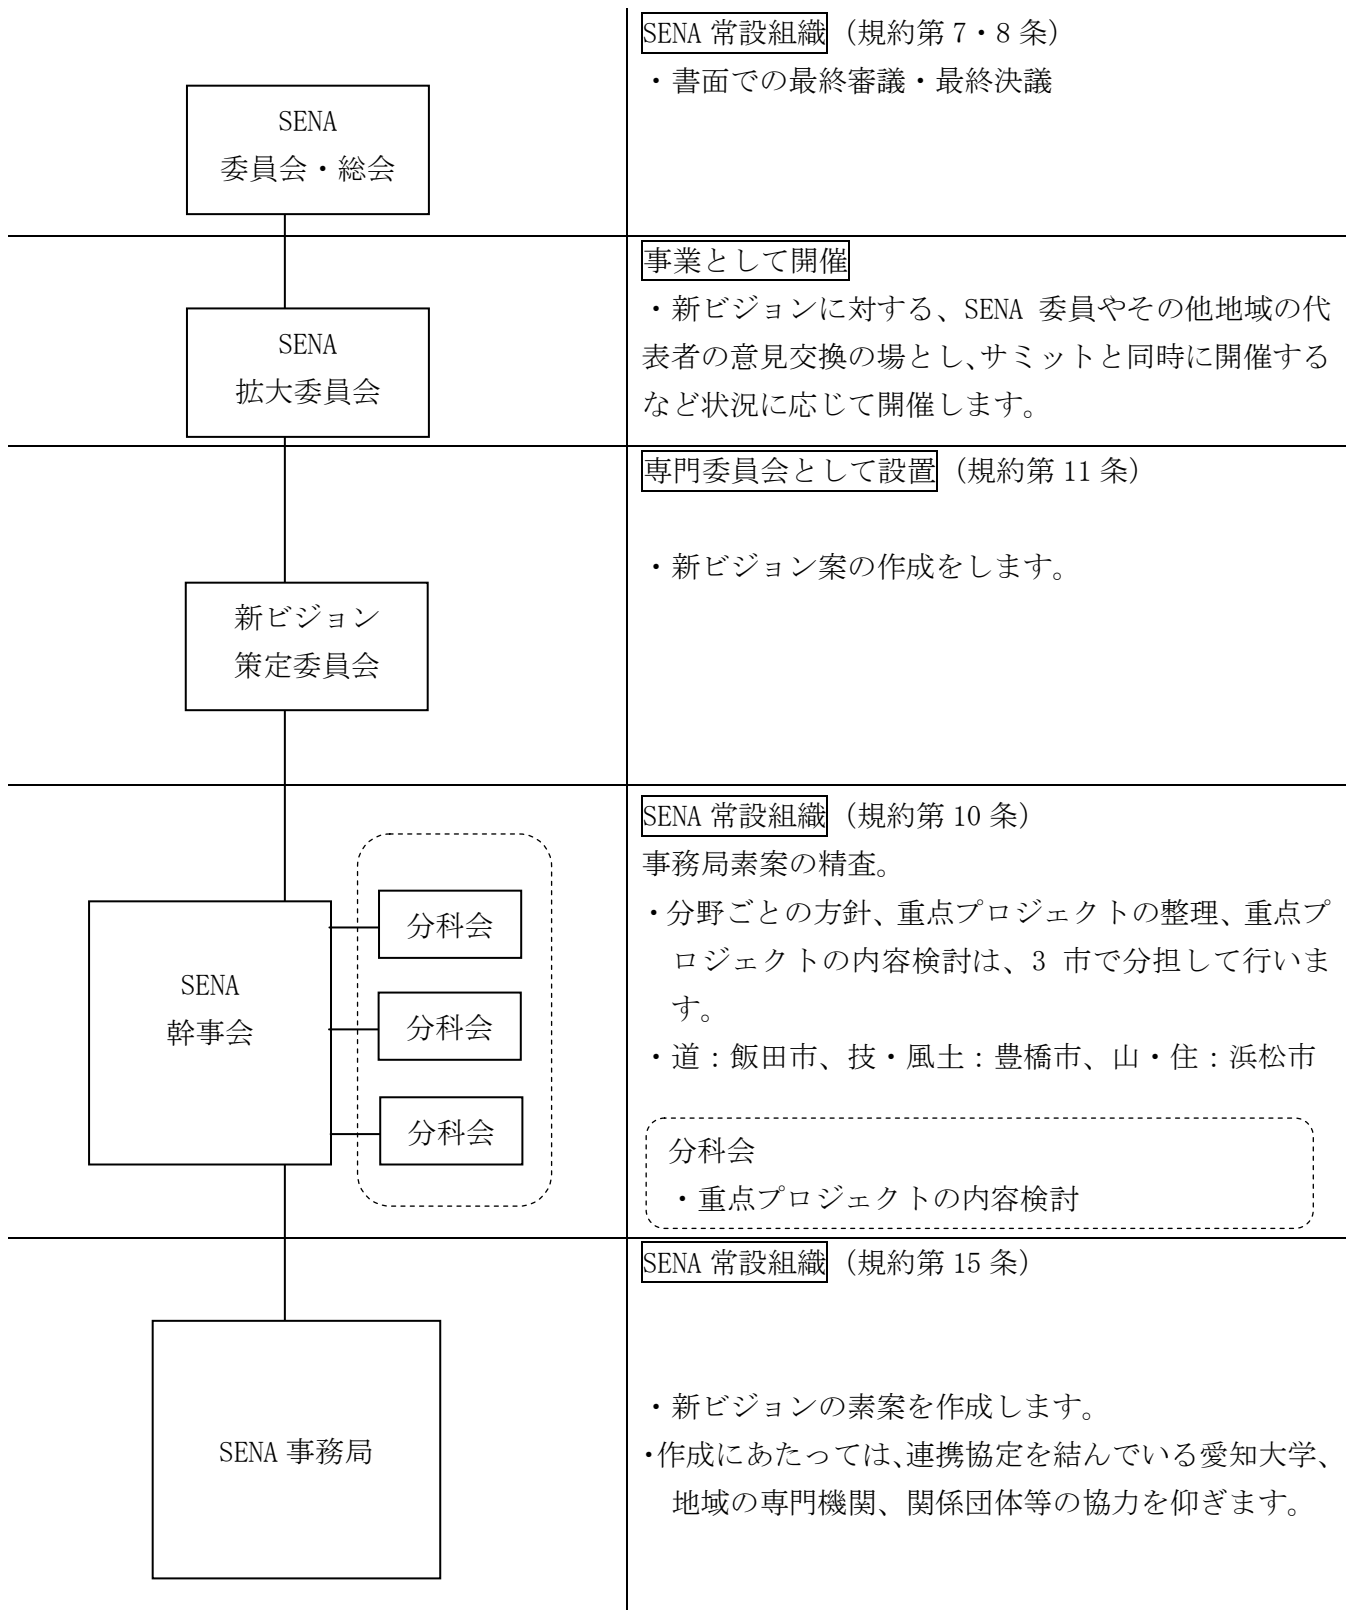 SENA 常設組織（規約第 7・8 条）
・書面での最終審議・最終決議
SENA
委員会・総会
事業として開催
・新ビジョンに対する、SENA 委員やその他地域の代
表者の意見交換の場とし、サミットと同時に開催する
など状況に応じて開催します。
SENA
拡大委員会
専門委員会として設置（規約第 11 条）
・新ビジョン案の作成をします。
新ビジョン
策定委員会
SENA 常設組織（規約第 10 条）
事務局素案の精査。
・分野ごとの方針、重点プロジェクトの整理、重点プ
ロジェクトの内容検討は、3 市で分担して行いま
す。
・道：飯田市、技・風土：豊橋市、山・住：浜松市
分科会
・重点プロジェクトの内容検討
SENA
幹事会
分科会
分科会
分科会
SENA 常設組織（規約第 15 条）
・新ビジョンの素案を作成します。
・作成にあたっては、連携協定を結んでいる愛知大学、
地域の専門機関、関係団体等の協力を仰ぎます。
SENA 事務局